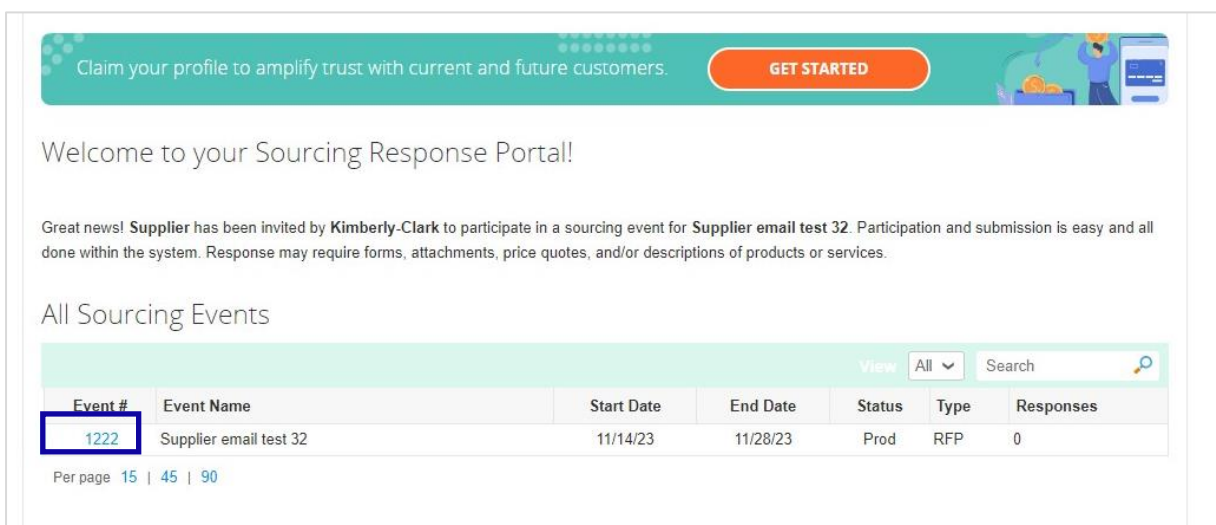 Claim your profile to amplify trust with current and future customers. GET STARTED
Welcome to your Sourcing Response Portal!
Great news! Supplier has been invited by Kimberly-Clark to participate in a sourcing event for Supplier email test 32. Participation and submission is easy and all
done within the system. Response may require forms, attachments, price quotes, and/or descriptions of products or services.
All Sourcing Events
View All Search
Event # Event Name Start Date End Date Status Type Responses
1222 Supplier email test 32 11/14/23 11/28/23 Prod RFP 0
Per page 15 | 45 | 90